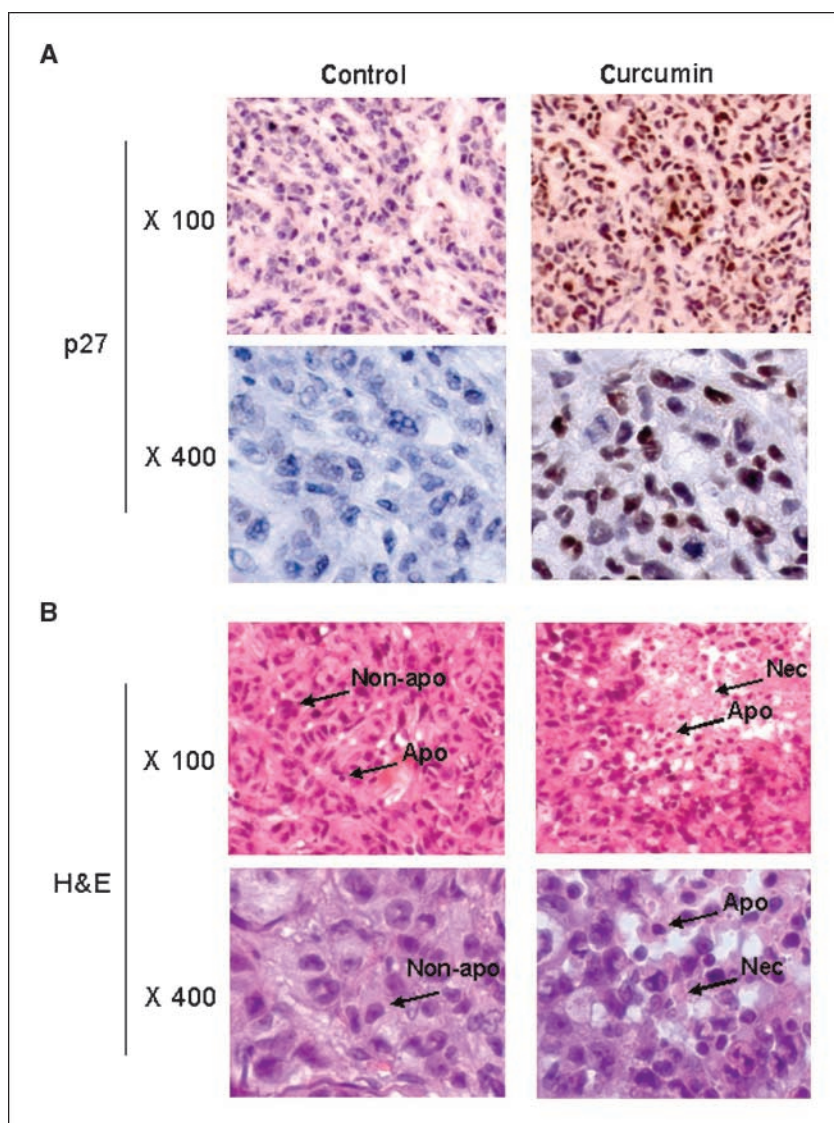 A
Control Curcumin
X 100
p27
X 400
B
Non-apo
Apo
Nec
Apo
X 100
H&E
Non-apo
Apo
Nec
X 400